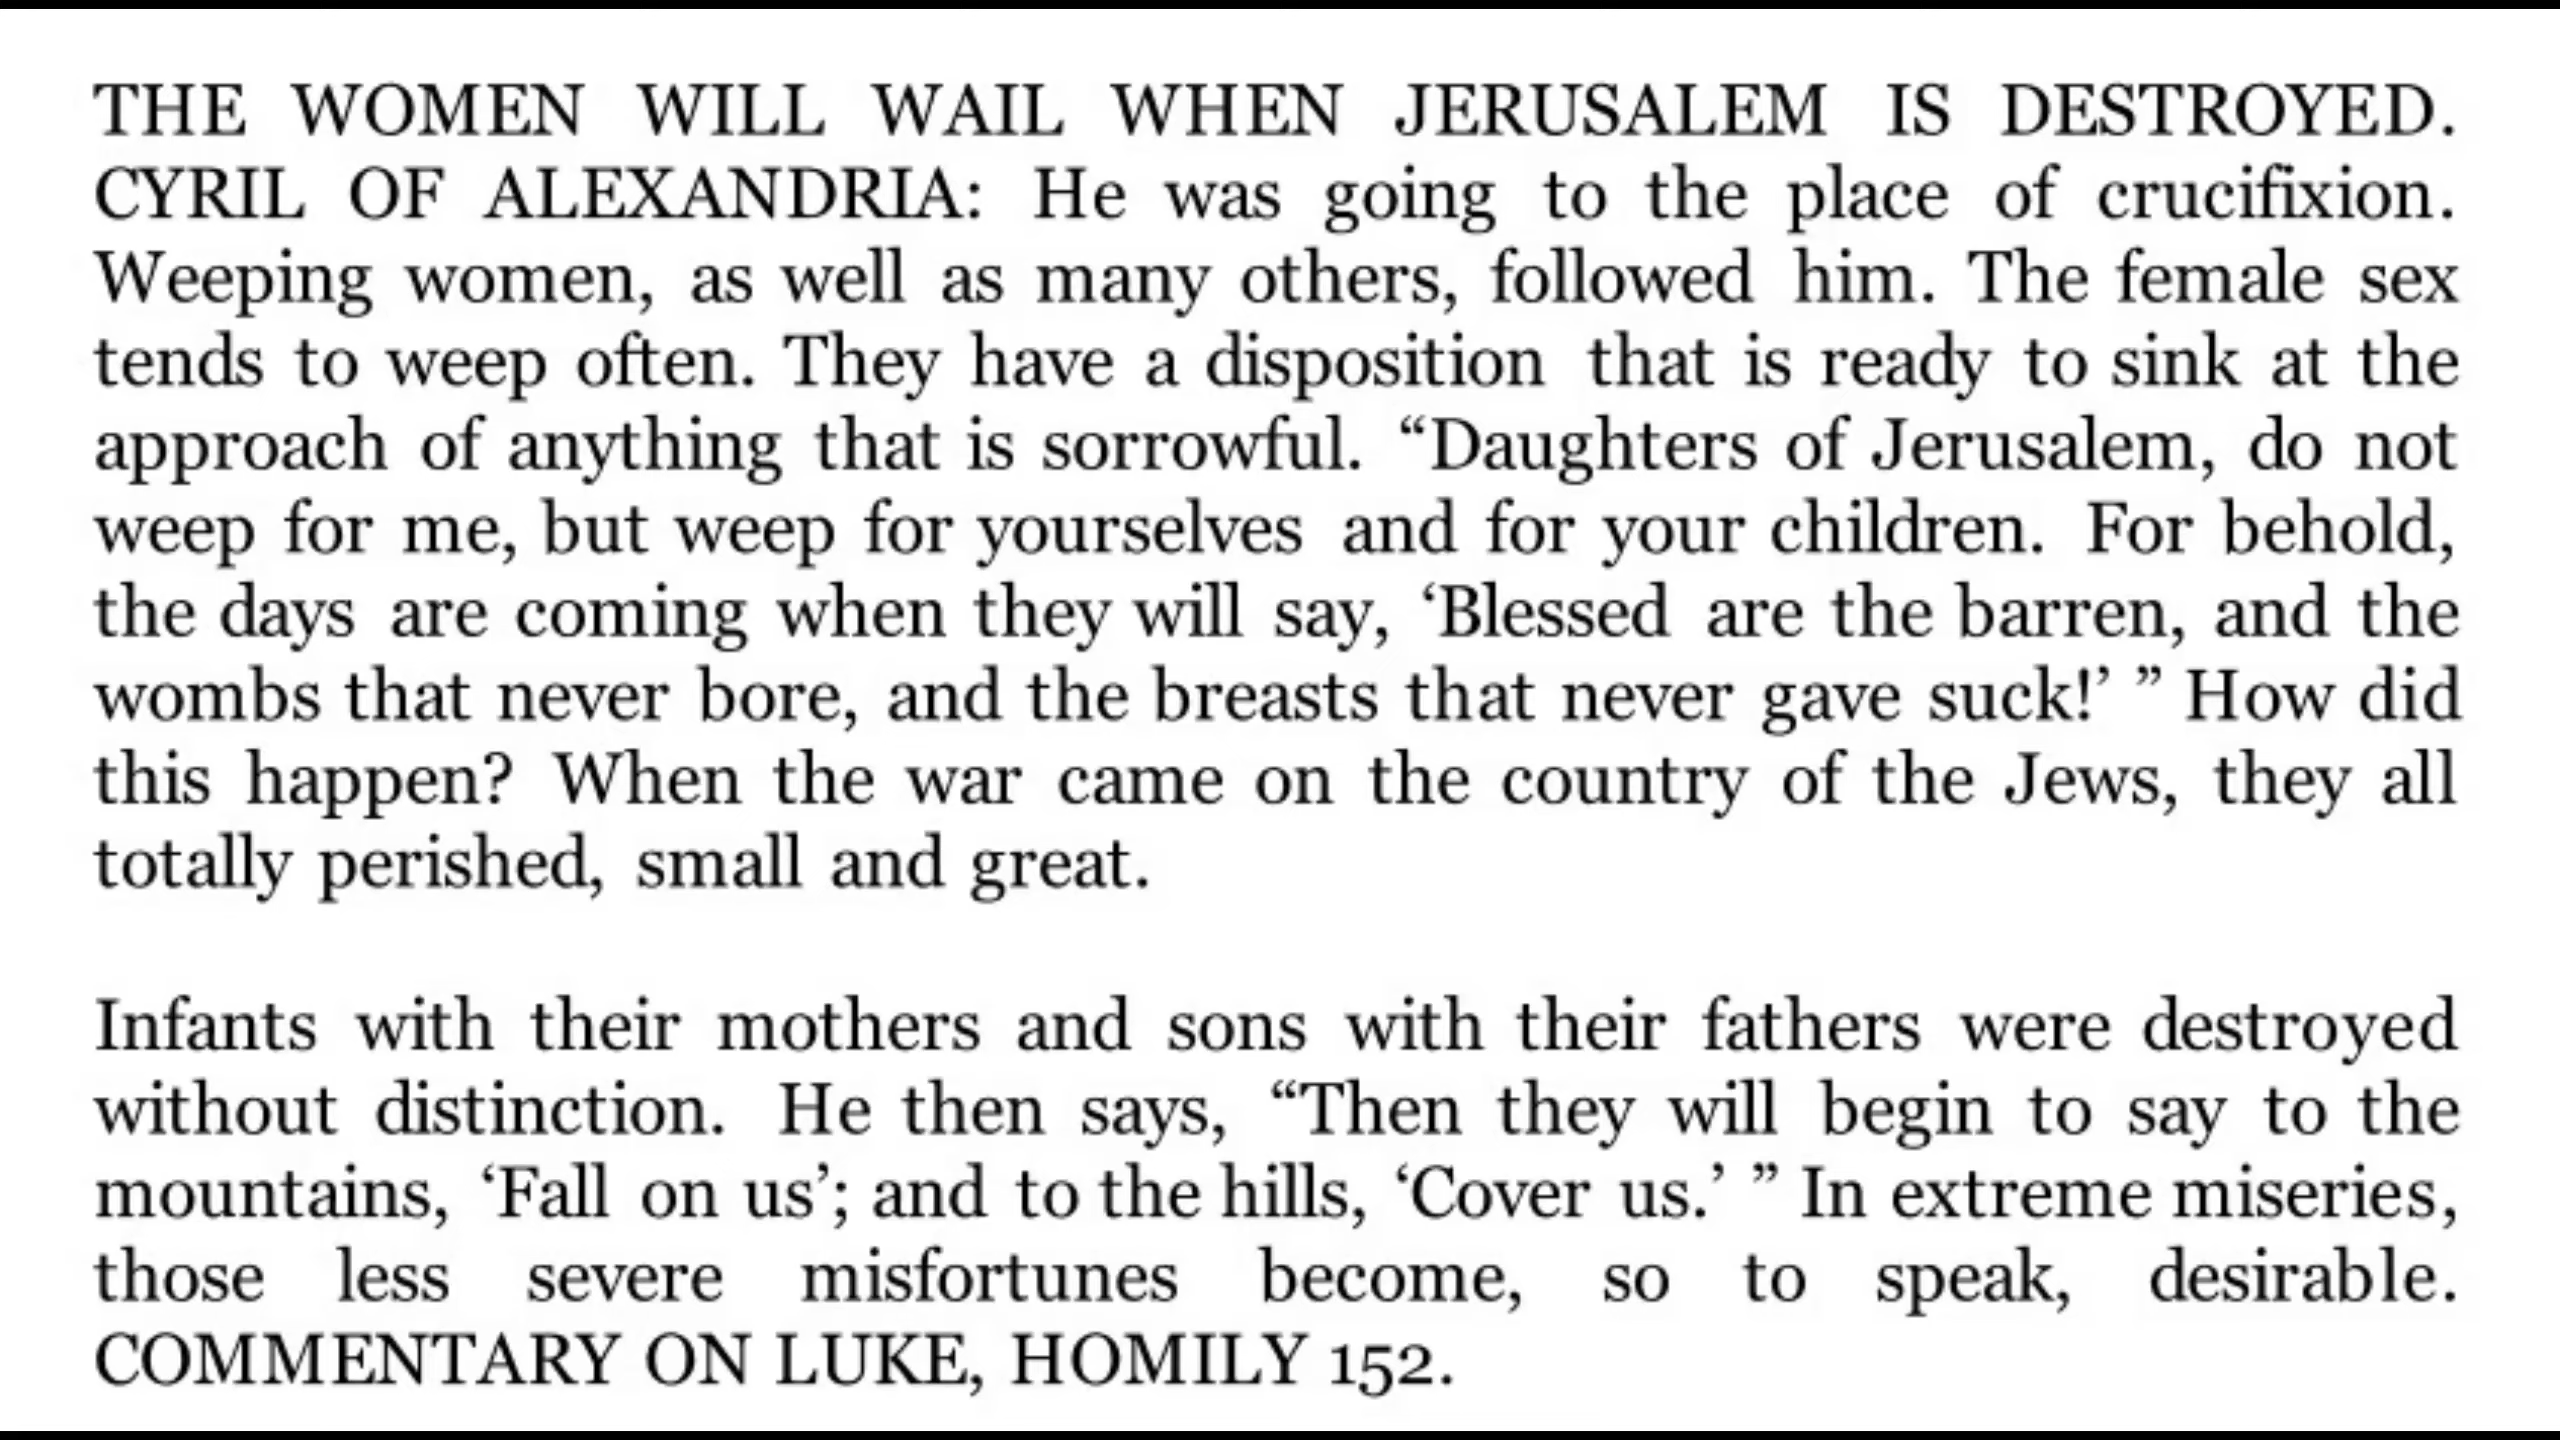 THE WOMEN WILL WAIL WHEN JERUSALEM IS DESTROYED.
CYRIL OF ALEXANDRIA: He was going to the place of crucifixion.
Weeping women, as well as many others, followed him. The female sex
tends to weep often. They have a disposition that is ready to sink at the
approach of anything that is sorrowful. “Daughters of Jerusalem, do not
weep for me, but weep for yourselves and for your children. For behold,
the days are coming when they will say, ‘Blessed are the barren, and the
wombs that never bore, and the breasts that never gave suck!’ ” How did
this happen? When the war came on the country of the Jews, they all
totally perished, small and great.
Infants with their mothers and sons with their fathers were destroyed
without distinction. He then says, “Then they will begin to say to the
mountains, ‘Fall on us’; and to the hills, ‘Cover us.’ ” In extreme miseries,
those less severe misfortunes become, so to speak, desirable.
COMMENTARY ON LUKE, HOMILY 152.